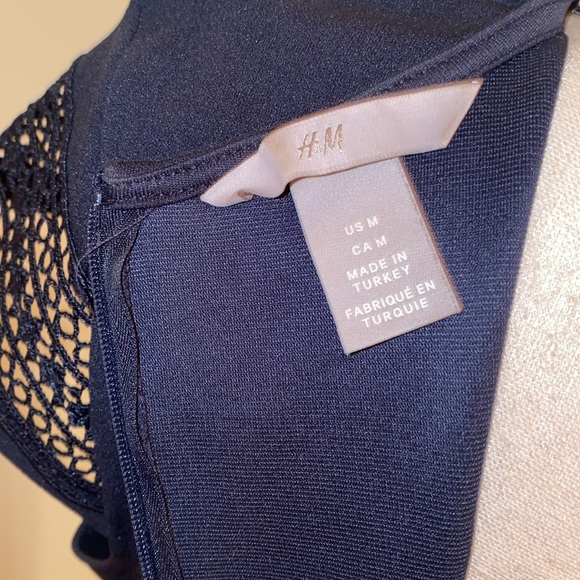 H&M
US M
CA M
MADE IN
TURKEY
FABRIQUÉ EN
TURQUIE